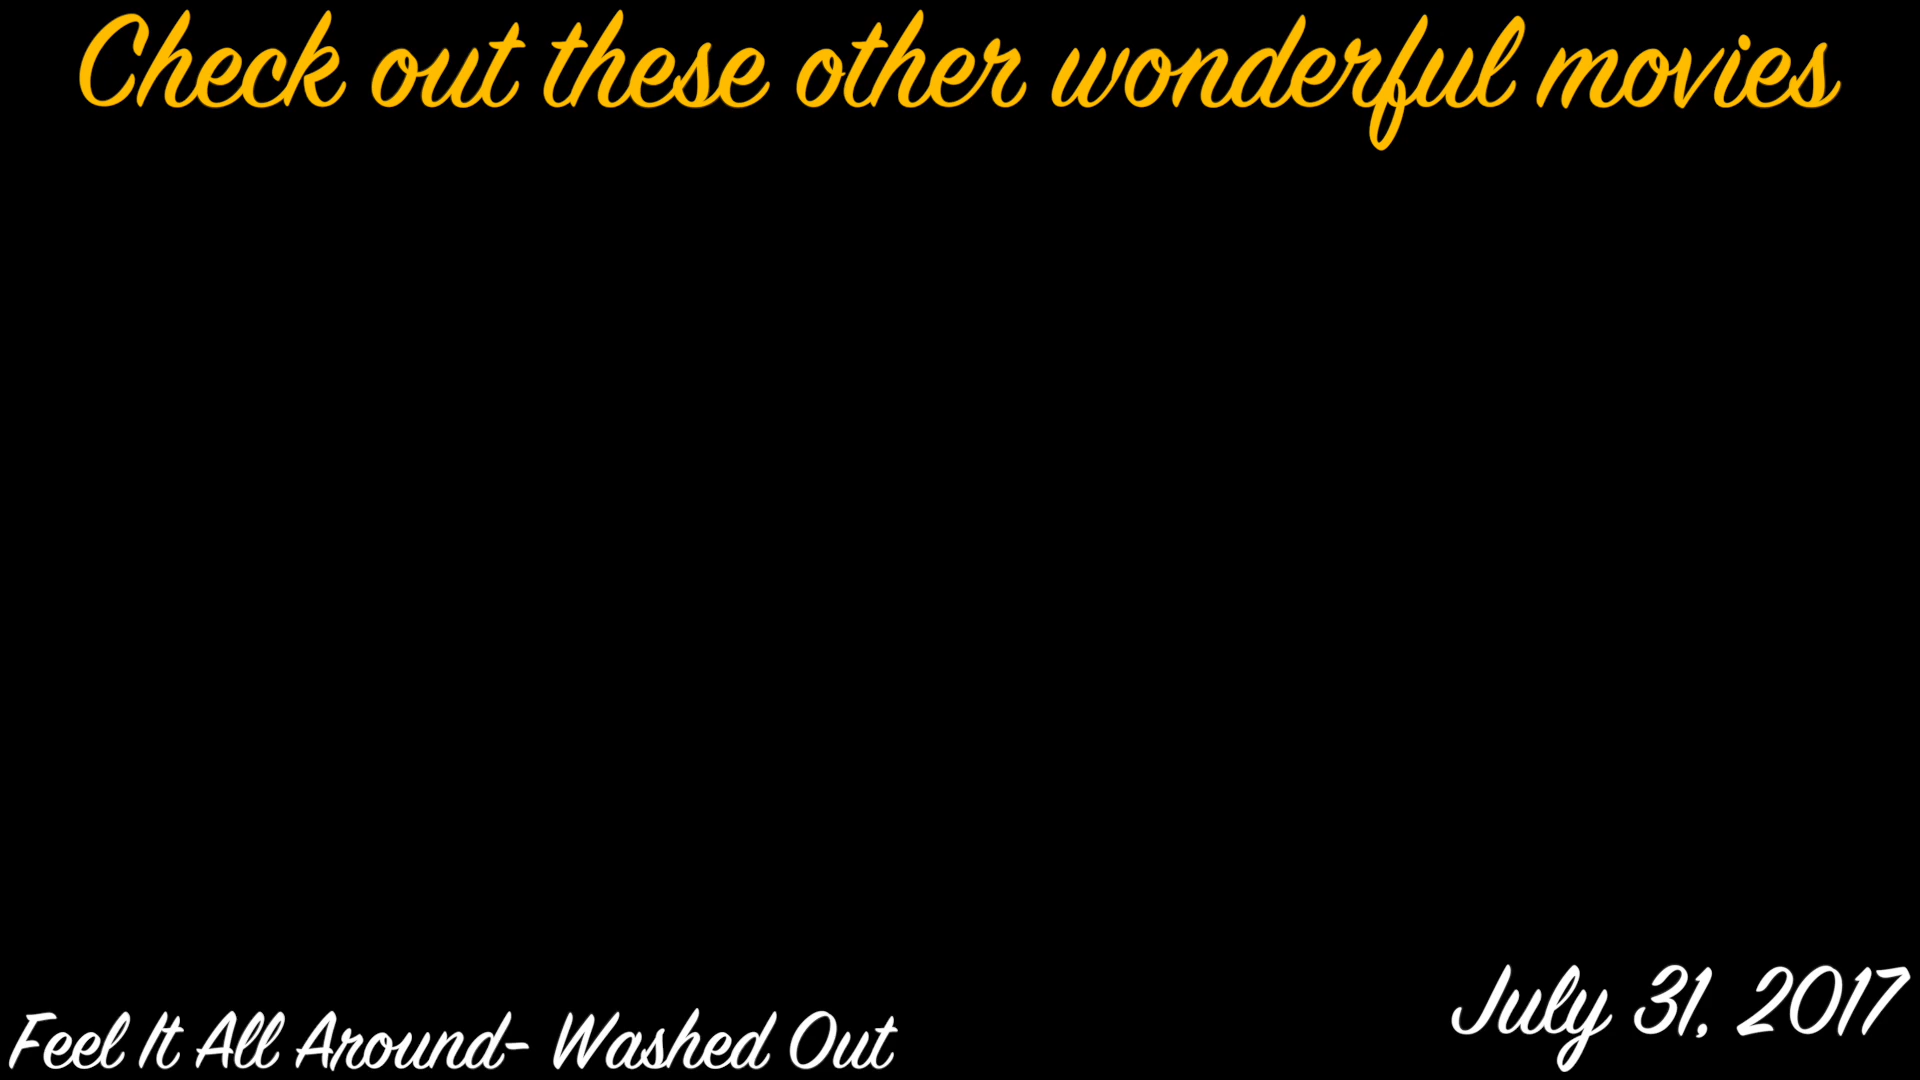 Check out these other wonderful movies
July 31, 2017
Feel It All Around- Washed Out